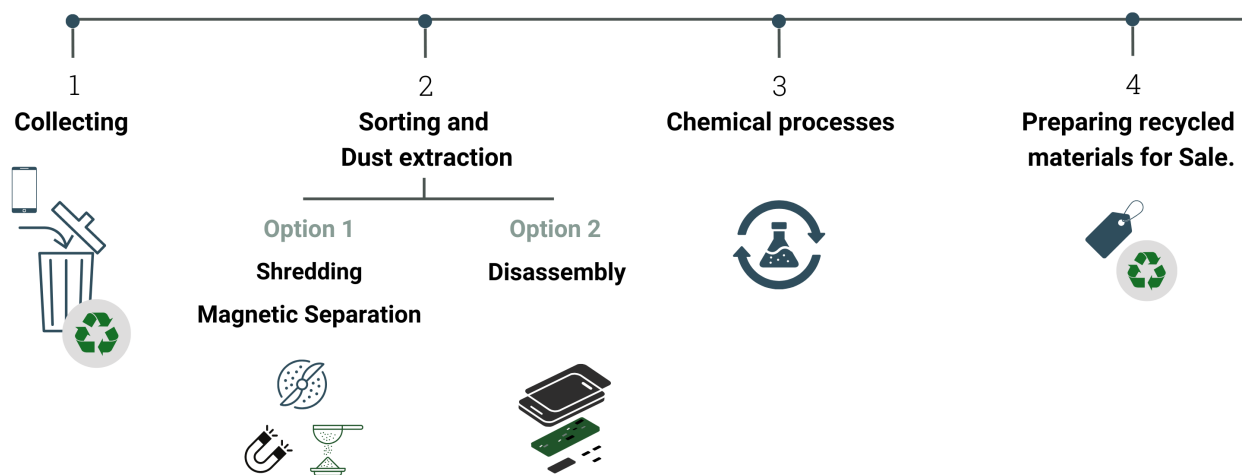 1
Collecting
2
Sorting and
Dust extraction
Option 1
Shredding
Magnetic Separation
Option 2
Disassembly
3
Chemical processes
4
Preparing recycled
materials for Sale.